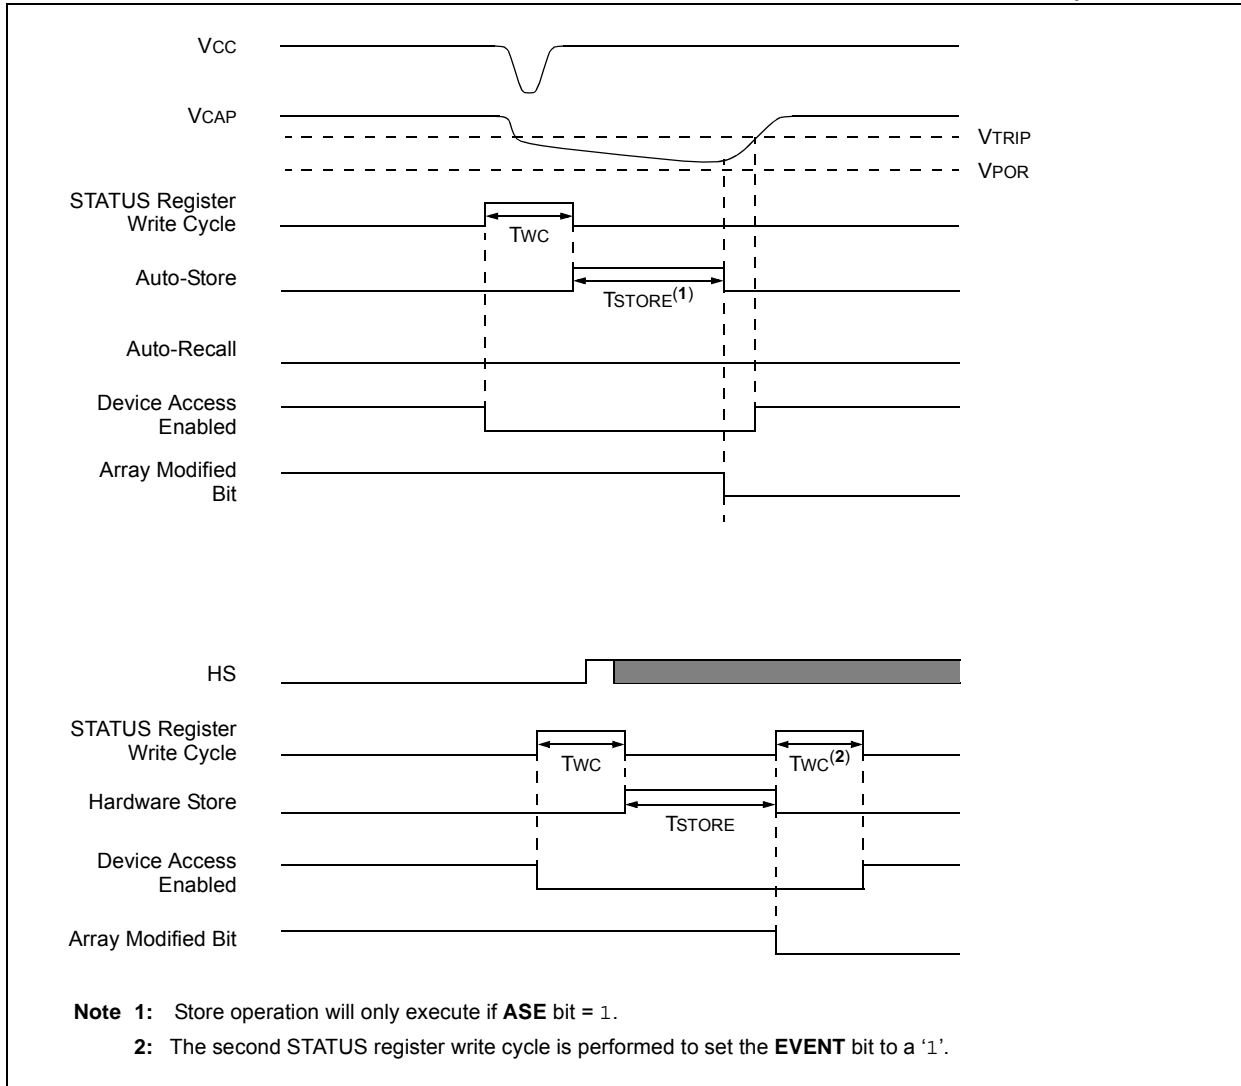 VCC
VCAP
VTRIP
VPOR
STATUS Register
Write Cycle
TWC
Auto-Store
TSTORE(1)
Auto-Recall
Device Access
Enabled
Array Modified
Bit
HS
STATUS Register
Write Cycle
TWC
TWC(2)
Hardware Store
TSTORE
Device Access
Enabled
Array Modified Bit
Note 1: Store operation will only execute if ASE bit = 1.
2: The second STATUS register write cycle is performed to set the EVENT bit to a ‘1’.